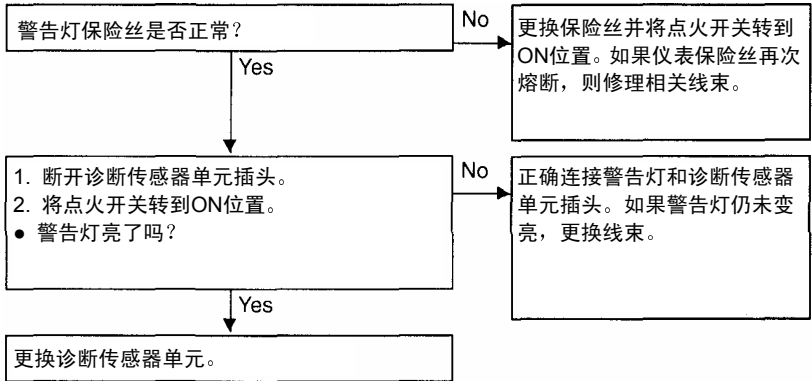 警告灯保险丝是否正常？
No
更换保险丝并将点火开关转到
ON位置。如果仪表保险丝再次
熔断，则修理相关线束。
Yes
1. 断开诊断传感器单元插头。
2. 将点火开关转到ON位置。
● 警告灯亮了吗？
No
正确连接警告灯和诊断传感器
单元插头。如果警告灯仍未变
亮，更换线束。
Yes
更换诊断传感器单元。